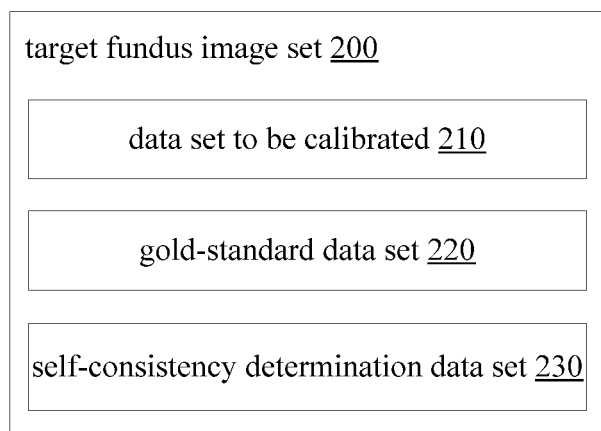 target fundus image set 200
data set to be calibrated 210
gold-standard data set 220
self-consistency determination data set 230